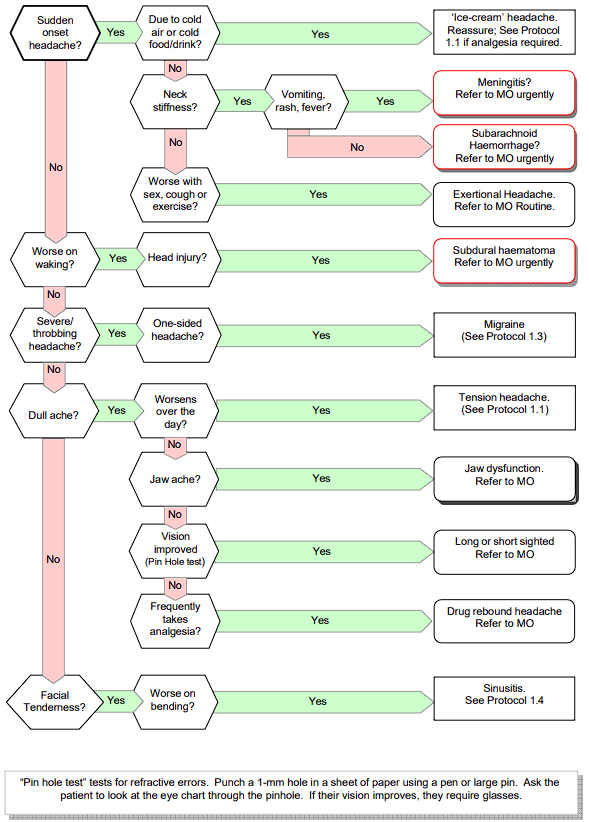 Sudden
onset
headache?
Yes
Due to cold
air or cold
food/drink?
Yes
‘Ice-cream’ headache.
Reassure; See Protocol
1.1 if analgesia required.
No
Neck
stiffness?
Yes
Vomiting,
rash, fever?
Yes
Meningitis?
Refer to MO urgently
No
Subarachnoid
Haemorrhage?
Refer to MO urgently
No
No
Worse with
sex, cough or
exercise?
Yes
Exertional Headache.
Refer to MO Routine.
Worse on
waking?
Yes
Head injury?
Yes
Subdural haematoma
Refer to MO urgently
No
Severe/
throbbing
headache?
Yes
One-sided
headache?
Yes
Migraine
(See Protocol 1.3)
No
Dull ache?
Yes
Worsens
over the
day?
Yes
Tension headache.
(See Protocol 1.1)
No
Jaw ache?
Yes
Jaw dysfunction.
Refer to MO
No
Vision
improved
(Pin Hole test)
Yes
Long or short sighted
Refer to MO
No
No
Frequently
takes
analgesia?
Yes
Drug rebound headache
Refer to MO
Facial
Tenderness?
Yes
Worse on
bending?
Yes
Sinusitis.
See Protocol 1.4
“Pin hole test” tests for refractive errors. Punch a 1-mm hole in a sheet of paper using a pen or large pin. Ask the
patient to look at the eye chart through the pinhole. If their vision improves, they require glasses.